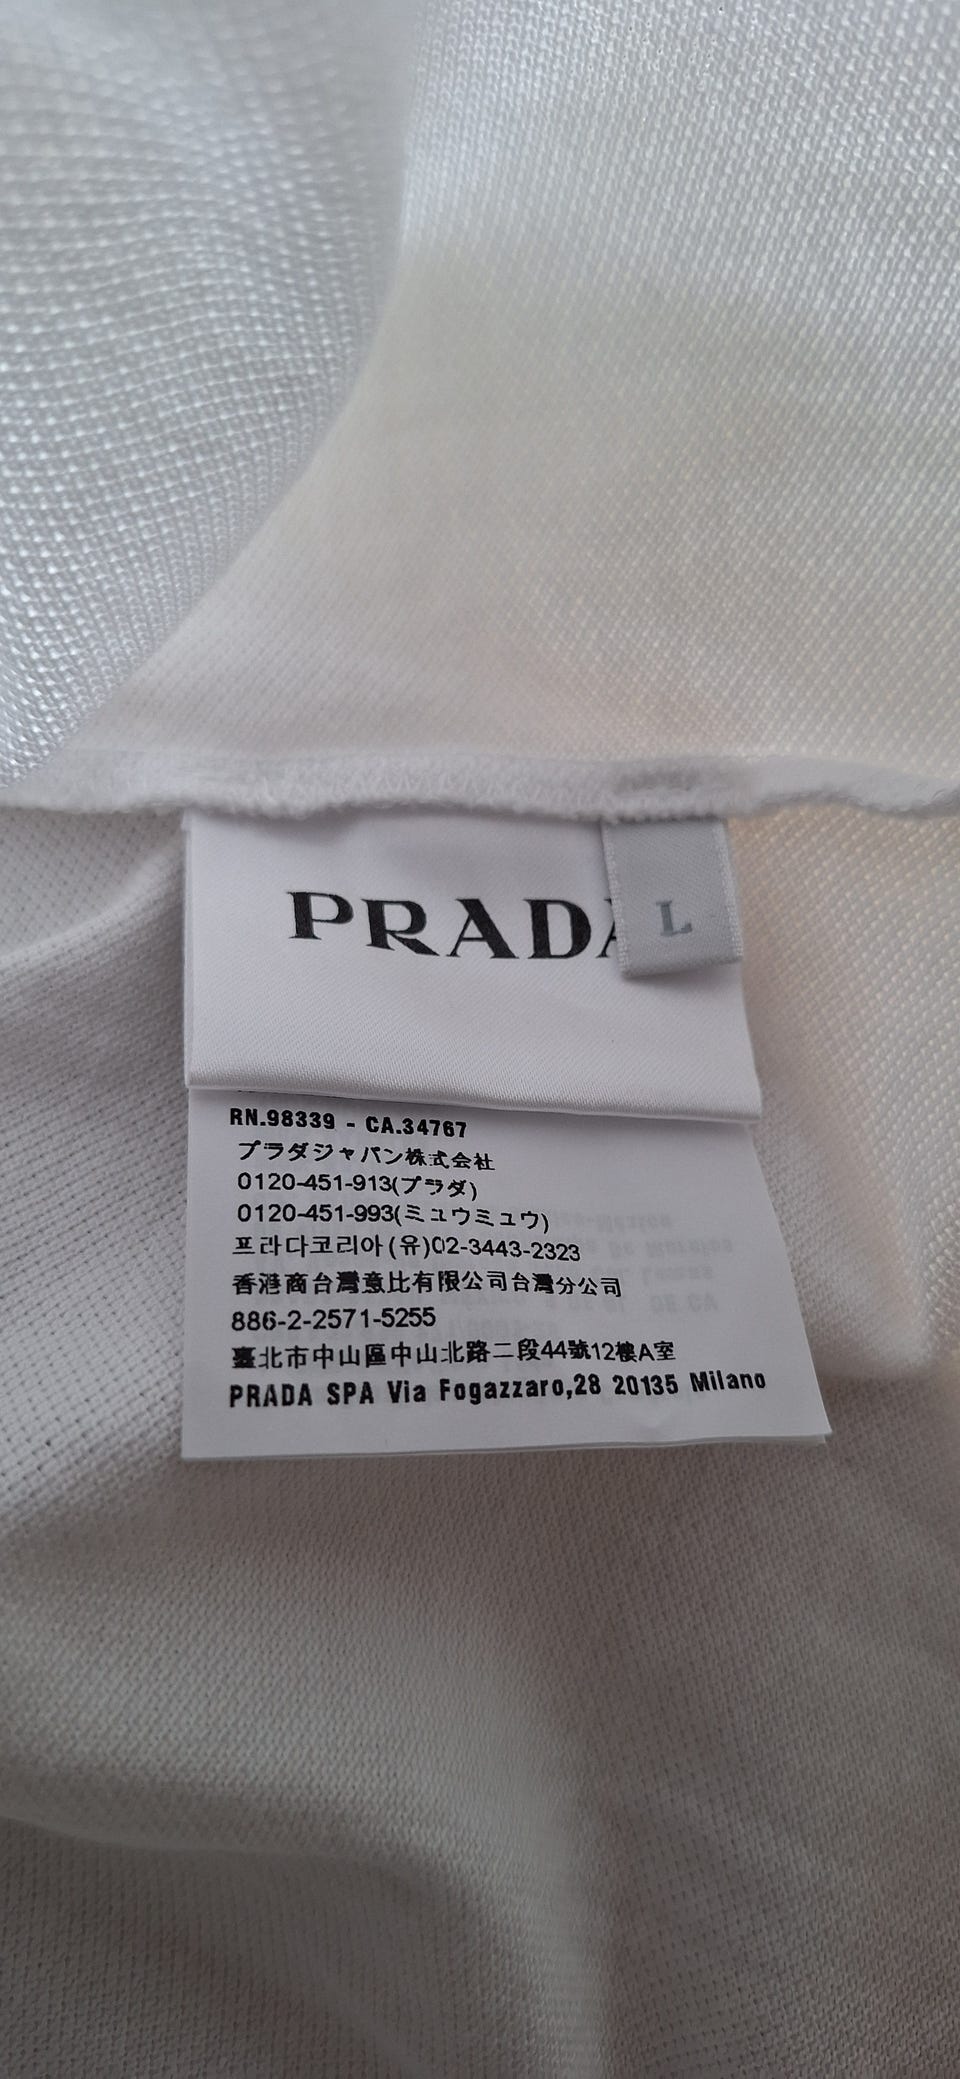 PRADA
L
RN.98339 - CA.34767
プラダジャパン株式会社
0120-451-913(プラダ)
0120-451-993(ミュウミュウ)
프라다코리아(유)02-3443-2323
香港商台灣意比有限公司台灣分公司
886-2-2571-5255
臺北市中山區中山北路二段44號12樓A室
PRADA SPA Via Fogazzaro,28 20135 Milano